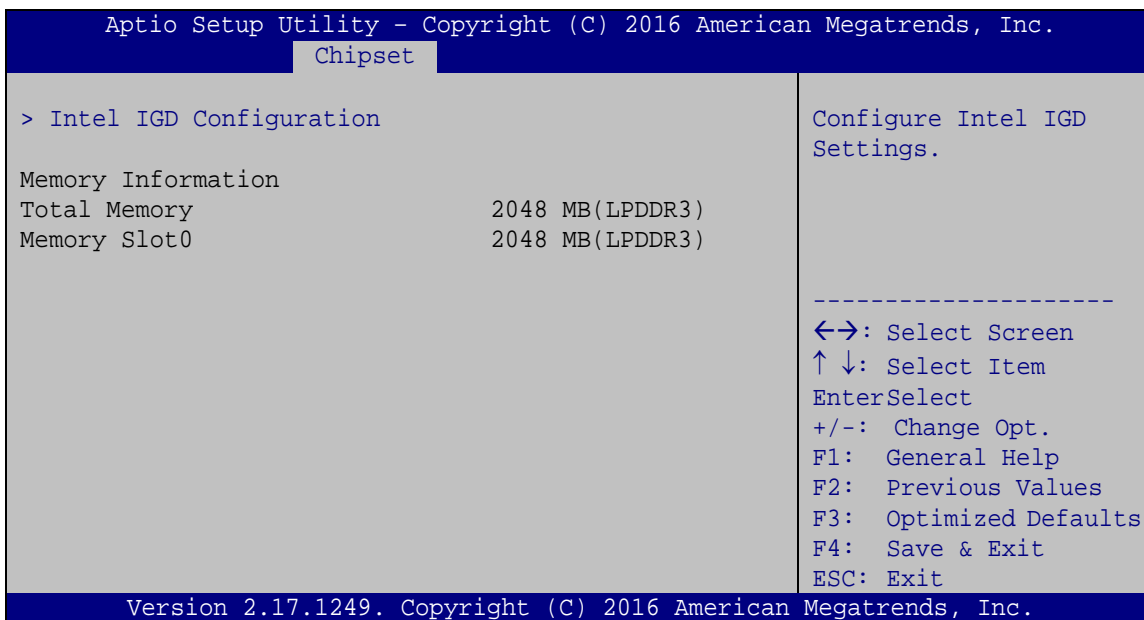 Aptio Setup Utility – Copyright (C) 2016 American Megatrends, Inc.
Chipset
> Intel IGD Configuration
Memory Information
Total Memory 2048 MB(LPDDR3)
Memory Slot0 2048 MB(LPDDR3)
Configure Intel IGD
Settings.
---------------------
←→: Select Screen
↑ ↓: Select Item
EnterSelect
+/-: Change Opt.
F1: General Help
F2: Previous Values
F3: Optimized Defaults
F4: Save & Exit
ESC: Exit
Version 2.17.1249. Copyright (C) 2016 American Megatrends, Inc.